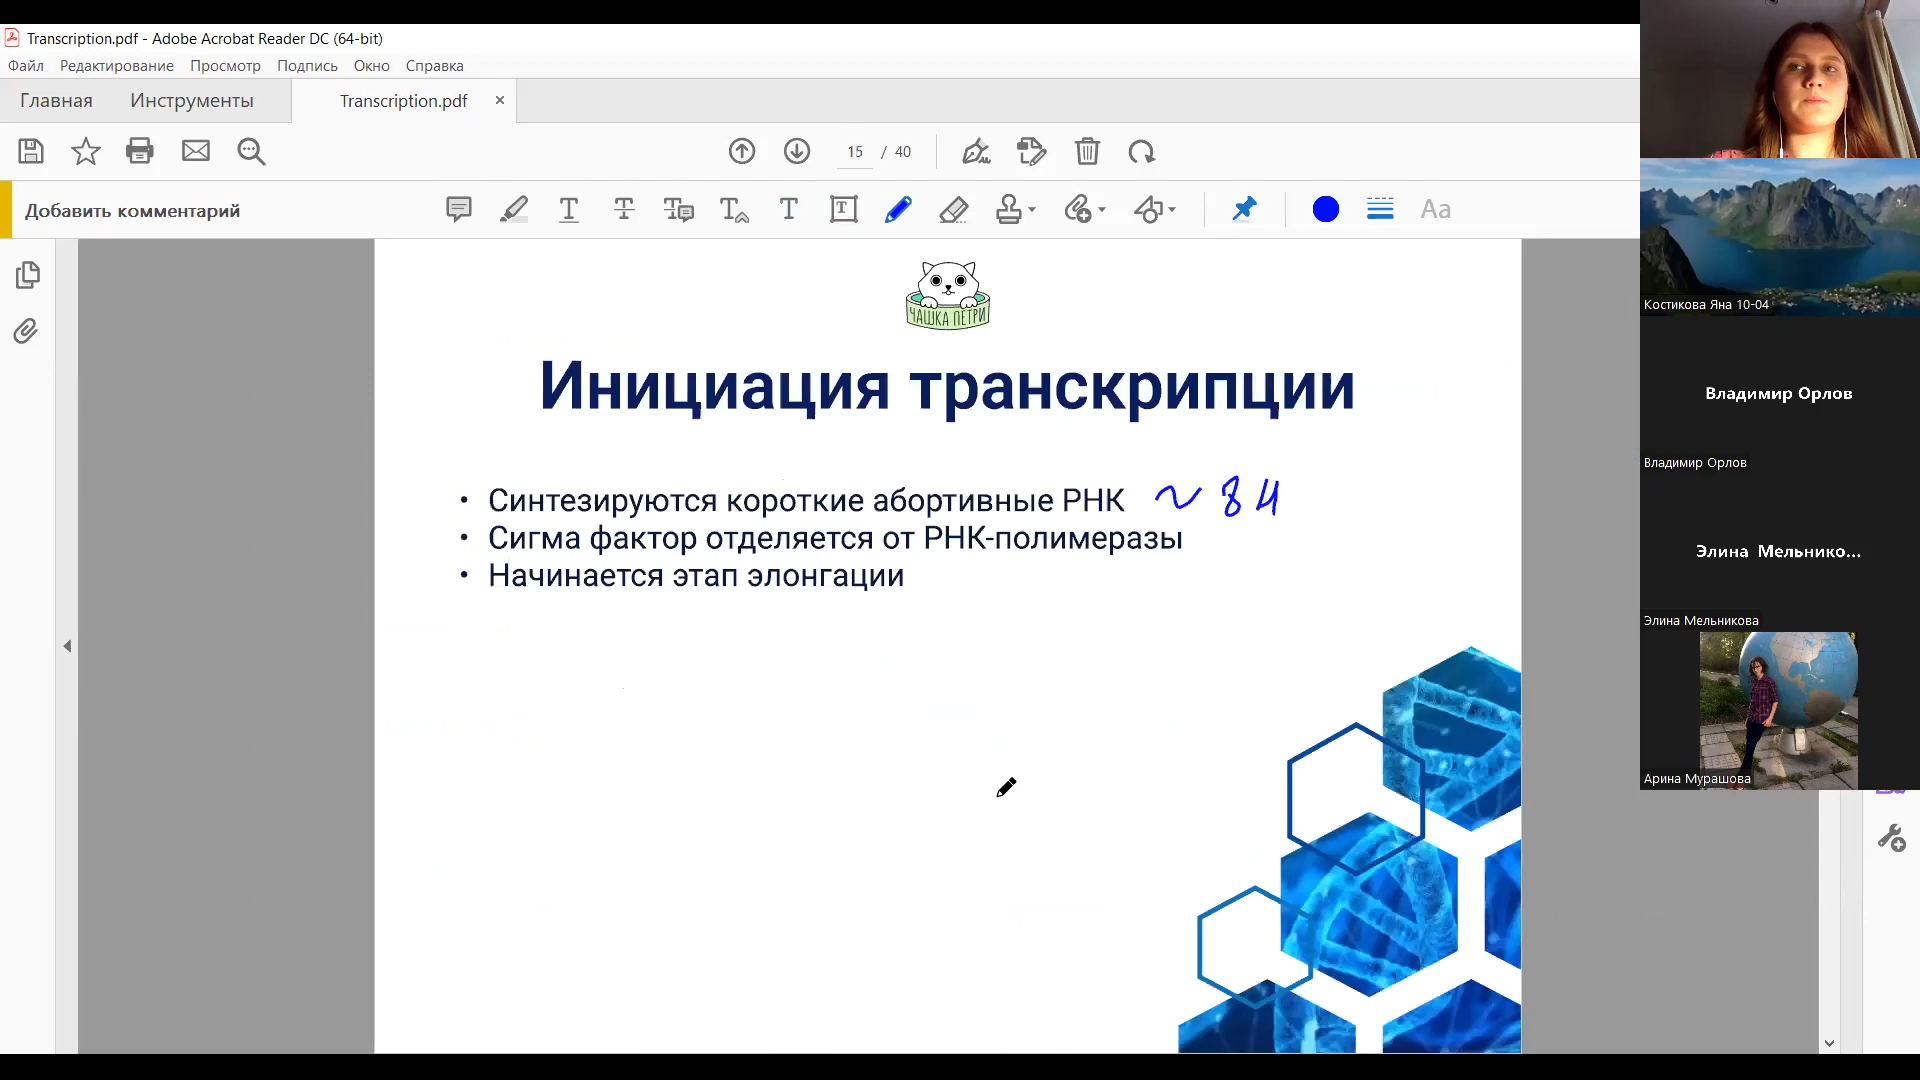 Transcription.pdf - Adobe Acrobat Reader DC (64-bit)
Файл Редактирование Просмотр Подпись Окно Справка
Главная Инструменты Transcription.pdf ×
15 / 40
Добавить комментарий
Aa
ЧАШКА ПЕТРИ
Инициация транскрипции
• Синтезируются короткие абортивные РНК ~ 8 н
• Сигма фактор отделяется от РНК-полимеразы
• Начинается этап элонгации
Костикова Яна 10-04
Владимир Орлов
Владимир Орлов
Элина Мельнико...
Элина Мельникова
Арина Мурашова